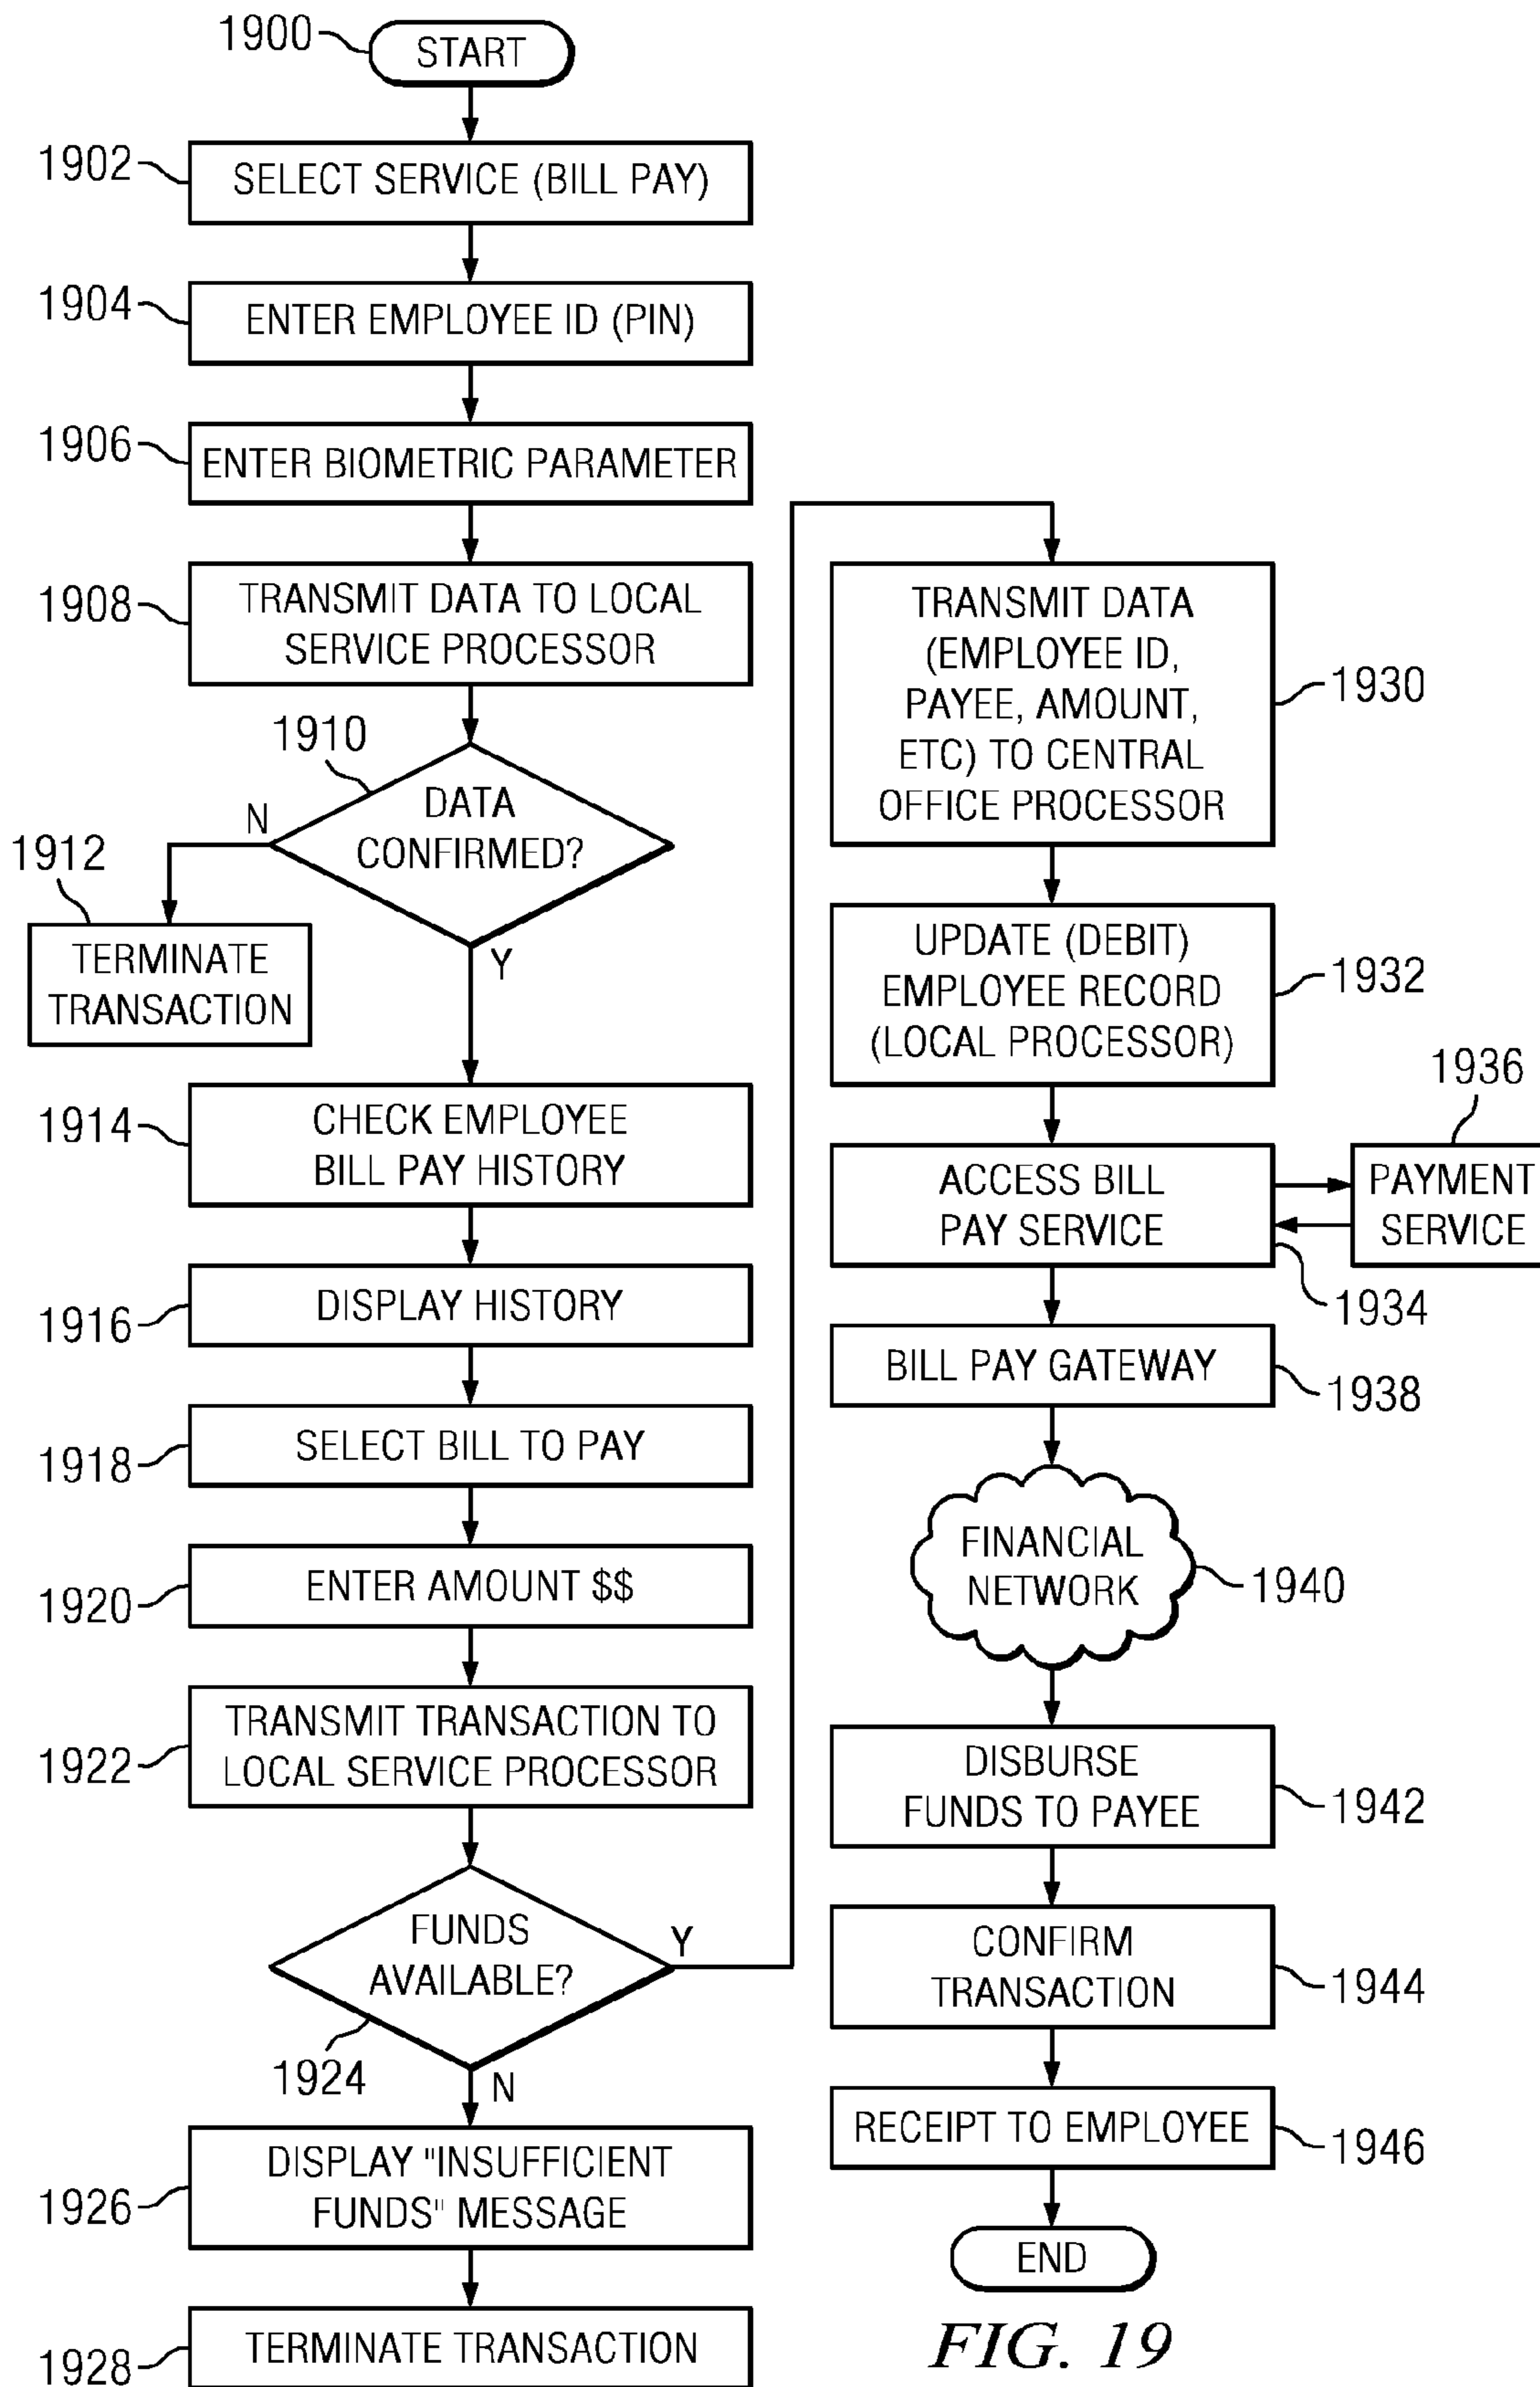 1900
START
1902
SELECT SERVICE (BILL PAY)
1904
ENTER EMPLOYEE ID (PIN)
1906
ENTER BIOMETRIC PARAMETER
1908
TRANSMIT DATA TO LOCAL
SERVICE PROCESSOR
1910
DATA
CONFIRMED?
N
Y
1912
TERMINATE
TRANSACTION
1914
CHECK EMPLOYEE
BILL PAY HISTORY
1916
DISPLAY HISTORY
1918
SELECT BILL TO PAY
1920
ENTER AMOUNT $$
1922
TRANSMIT TRANSACTION TO
LOCAL SERVICE PROCESSOR
FUNDS
AVAILABLE?
Y
1924
N
1926
DISPLAY "INSUFFICIENT
FUNDS" MESSAGE
1928
TERMINATE TRANSACTION
TRANSMIT DATA
(EMPLOYEE ID,
PAYEE, AMOUNT,
ETC) TO CENTRAL
OFFICE PROCESSOR
1930
UPDATE (DEBIT)
EMPLOYEE RECORD
(LOCAL PROCESSOR)
1932
ACCESS BILL
PAY SERVICE
1934
1936
PAYMENT
SERVICE
BILL PAY GATEWAY
1938
FINANCIAL
NETWORK
1940
DISBURSE
FUNDS TO PAYEE
1942
CONFIRM
TRANSACTION
1944
RECEIPT TO EMPLOYEE
1946
END
FIG. 19